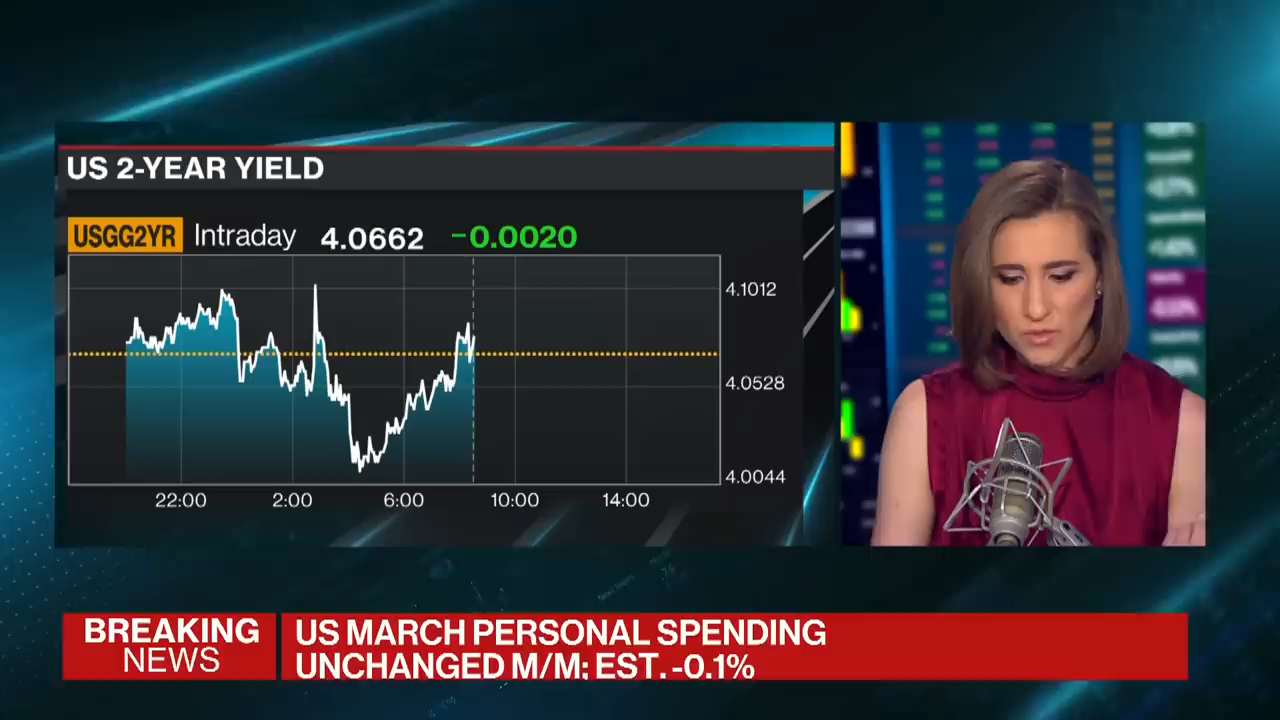 US 2-YEAR YIELD
USGG2YR Intraday 4.0662 -0.0020
4.1012
4.0528
4.0044
22:00 2:00 6:00 10:00 14:00
BREAKING
NEWS
US MARCH PERSONAL SPENDING
UNCHANGED M/M; EST. -0.1%